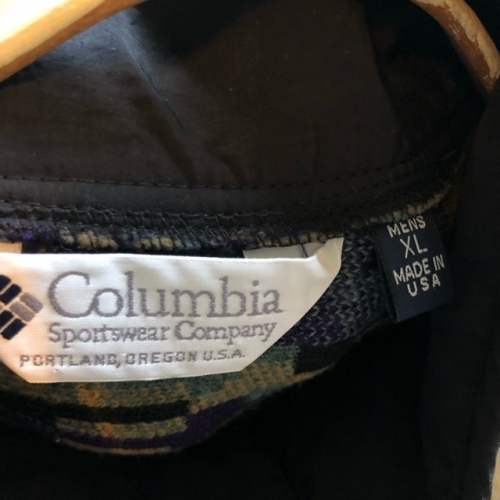 Columbia
Sportswear Company
PORTLAND, OREGON U.S.A.
MENS
XL
MADE IN
USA